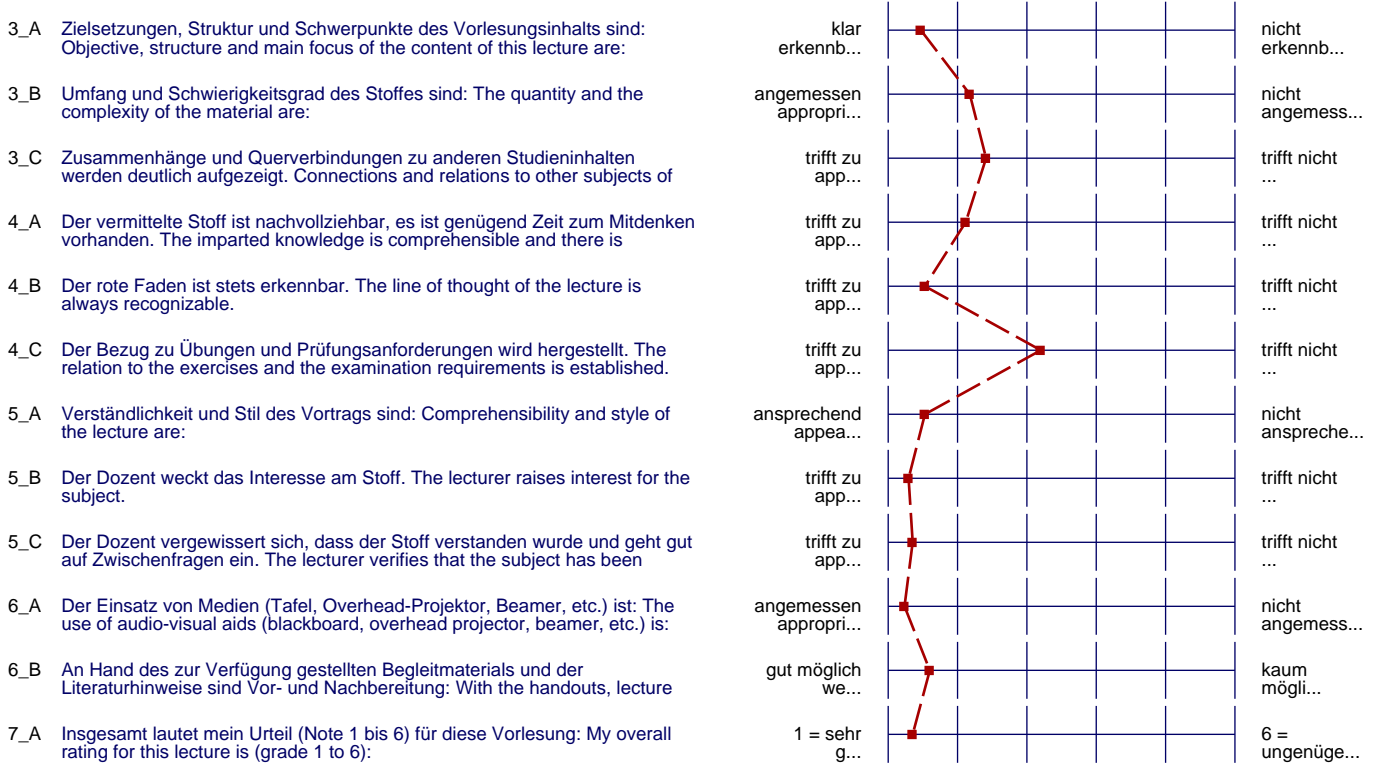 3_A Zielsetzungen, Struktur und Schwerpunkte des Vorlesungsinhalts sind: klar nicht
Objective, structure and main focus of the content of this lecture are: erkennb... erkennb...
3_B Umfang und Schwierigkeitsgrad des Stoffes sind: The quantity and the angemessen nicht
complexity of the material are: appropri... angemess...
3_C Zusammenhänge und Querverbindungen zu anderen Studieninhalten trifft zu trifft nicht
werden deutlich aufgezeigt. Connections and relations to other subjects of app... ...
4_A Der vermittelte Stoff ist nachvollziehbar, es ist genügend Zeit zum Mitdenken trifft zu trifft nicht
vorhanden. The imparted knowledge is comprehensible and there is app... ...
4_B Der rote Faden ist stets erkennbar. The line of thought of the lecture is trifft zu trifft nicht
always recognizable. app... ...
4_C Der Bezug zu Übungen und Prüfungsanforderungen wird hergestellt. The trifft zu trifft nicht
relation to the exercises and the examination requirements is established. app... ...
5_A Verständlichkeit und Stil des Vortrags sind: Comprehensibility and style of ansprechend nicht
the lecture are: appea... anspreche...
5_B Der Dozent weckt das Interesse am Stoff. The lecturer raises interest for the trifft zu trifft nicht
subject. app... ...
5_C Der Dozent vergewissert sich, dass der Stoff verstanden wurde und geht gut trifft zu trifft nicht
auf Zwischenfragen ein. The lecturer verifies that the subject has been app... ...
6_A Der Einsatz von Medien (Tafel, Overhead-Projektor, Beamer, etc.) ist: The angemessen nicht
use of audio-visual aids (blackboard, overhead projector, beamer, etc.) is: appropri... angemess...
6_B An Hand des zur Verfügung gestellten Begleitmaterials und der gut möglich kaum
Literaturhinweise sind Vor- und Nachbereitung: With the handouts, lecture we... mögli...
7_A Insgesamt lautet mein Urteil (Note 1 bis 6) für diese Vorlesung: My overall 1 = sehr 6 =
rating for this lecture is (grade 1 to 6): g... ungenüge...